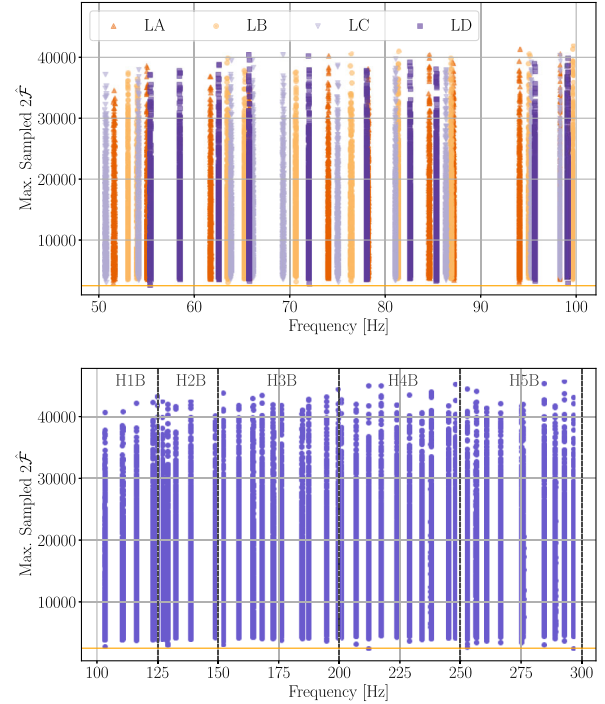 LA LB LC LD
40000
30000
20000
10000
Max. Sampled 2F̂
50 60 70 80 90 100
Frequency [Hz]
H1B H2B H3B H4B H5B
40000
30000
20000
10000
Max. Sampled 2F̂
100 125 150 175 200 225 250 275 300
Frequency [Hz]